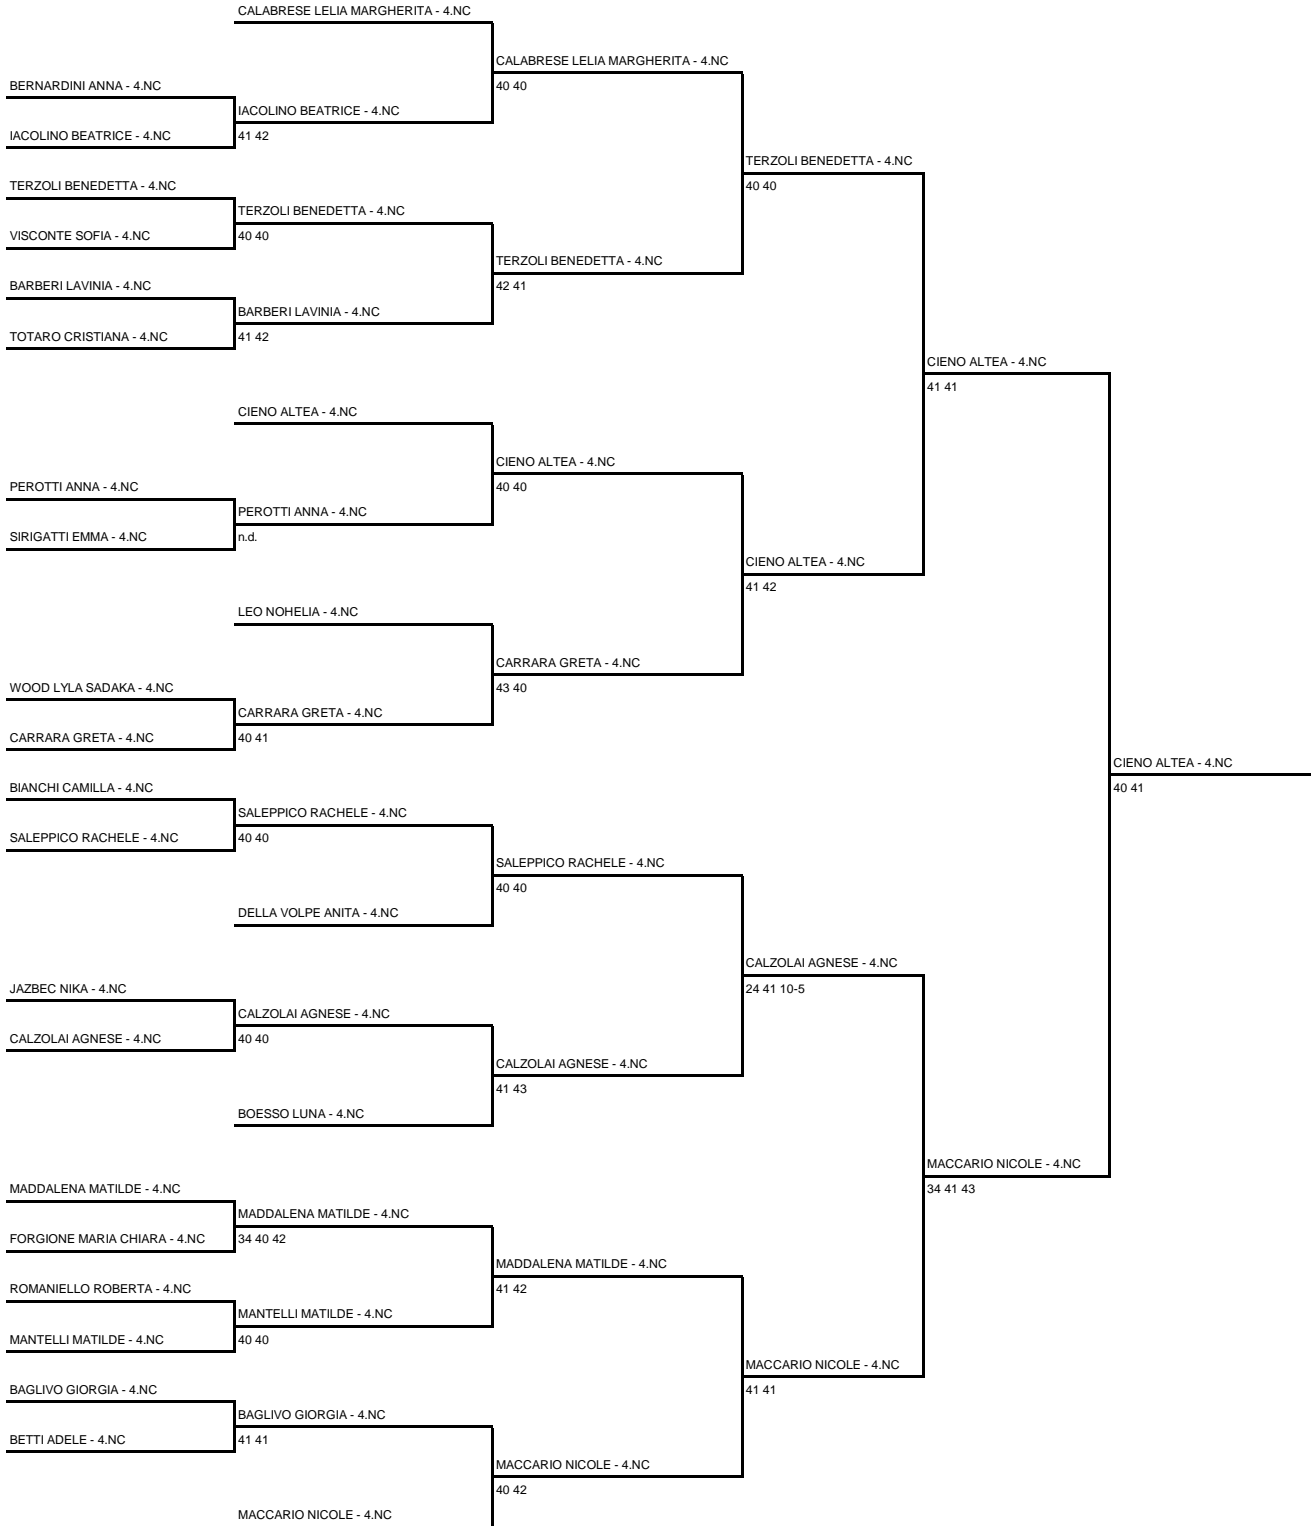 CALABRESE LELIA MARGHERITA - 4.NC
CALABRESE LELIA MARGHERITA - 4.NC
BERNARDINI ANNA - 4.NC
40 40
IACOLINO BEATRICE - 4.NC
IACOLINO BEATRICE - 4.NC
41 42
TERZOLI BENEDETTA - 4.NC
TERZOLI BENEDETTA - 4.NC
40 40
TERZOLI BENEDETTA - 4.NC
VISCONTE SOFIA - 4.NC
40 40
TERZOLI BENEDETTA - 4.NC
BARBERI LAVINIA - 4.NC
42 41
BARBERI LAVINIA - 4.NC
TOTARO CRISTIANA - 4.NC
41 42
CIENO ALTEA - 4.NC
41 41
CIENO ALTEA - 4.NC
CIENO ALTEA - 4.NC
PEROTTI ANNA - 4.NC
40 40
PEROTTI ANNA - 4.NC
SIRIGATTI EMMA - 4.NC
n.d.
CIENO ALTEA - 4.NC
41 42
LEO NOHELIA - 4.NC
CARRARA GRETA - 4.NC
WOOD LYLA SADAKA - 4.NC
43 40
CARRARA GRETA - 4.NC
CARRARA GRETA - 4.NC
40 41
CIENO ALTEA - 4.NC
BIANCHI CAMILLA - 4.NC
40 41
SALEPPICO RACHELE - 4.NC
SALEPPICO RACHELE - 4.NC
40 40
SALEPPICO RACHELE - 4.NC
40 40
DELLA VOLPE ANITA - 4.NC
CALZOLAI AGNESE - 4.NC
JAZBEC NIKA - 4.NC
24 41 10-5
CALZOLAI AGNESE - 4.NC
CALZOLAI AGNESE - 4.NC
40 40
CALZOLAI AGNESE - 4.NC
41 43
BOESSO LUNA - 4.NC
MACCARIO NICOLE - 4.NC
MADDALENA MATILDE - 4.NC
34 41 43
MADDALENA MATILDE - 4.NC
FORGIONE MARIA CHIARA - 4.NC
34 40 42
MADDALENA MATILDE - 4.NC
ROMANIELLO ROBERTA - 4.NC
41 42
MANTELLI MATILDE - 4.NC
MANTELLI MATILDE - 4.NC
40 40
MACCARIO NICOLE - 4.NC
BAGLIVO GIORGIA - 4.NC
41 41
BAGLIVO GIORGIA - 4.NC
BETTI ADELE - 4.NC
41 41
MACCARIO NICOLE - 4.NC
40 42
MACCARIO NICOLE - 4.NC